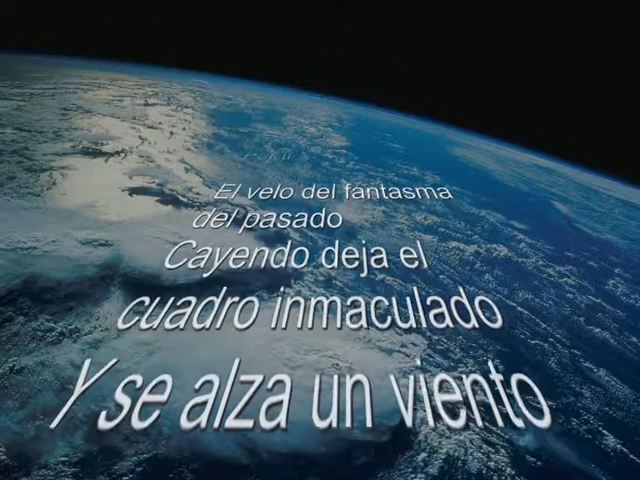 El velo del fantasma
del pasado
Cayendo deja el
cuadro inmaculado
Y se alza un viento